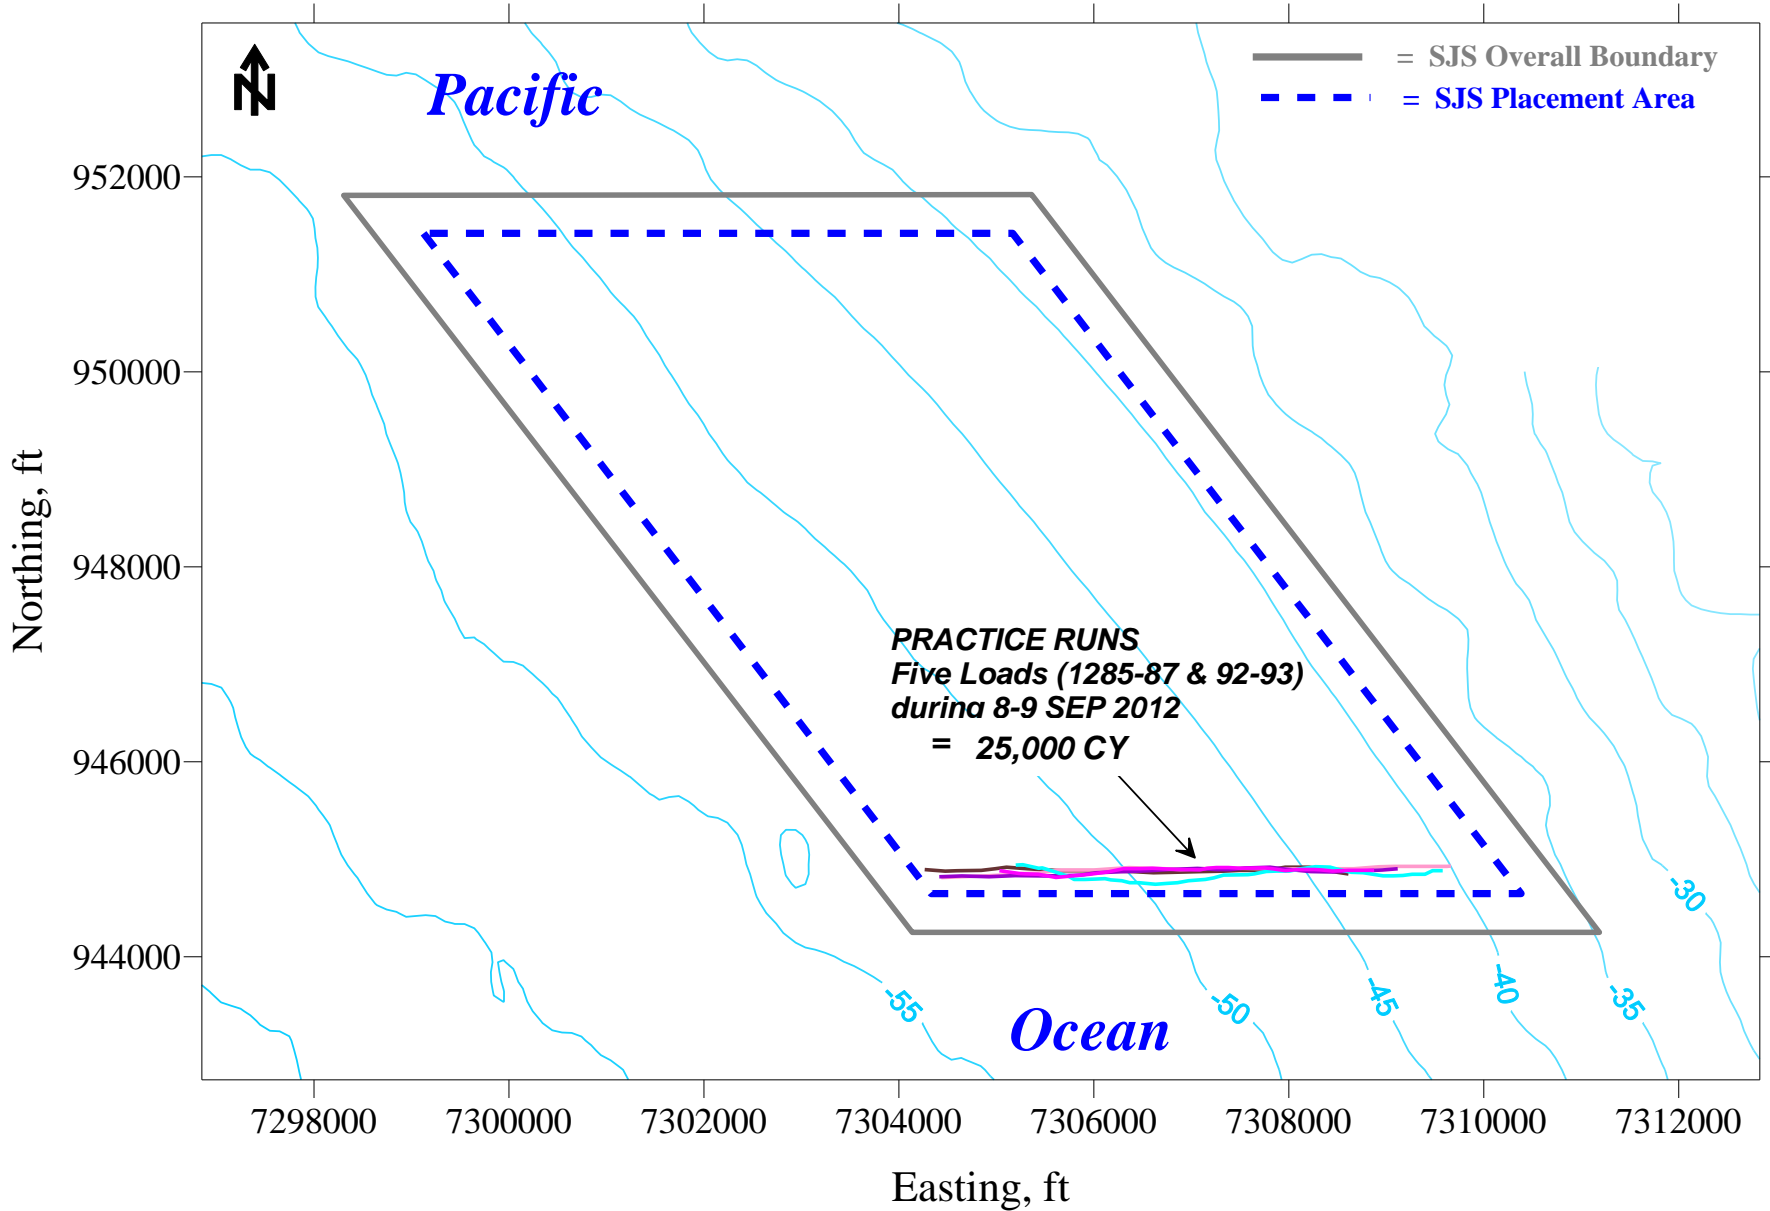 N
Pacific
= SJS Overall Boundary
= SJS Placement Area
952000
950000
948000
946000
944000
Northing, ft
PRACTICE RUNS
Five Loads (1285-87 & 92-93)
during 8-9 SEP 2012
= 25,000 CY
-30
-55
-50
-45
-40
-35
Ocean
7298000 7300000 7302000 7304000 7306000 7308000 7310000 7312000
Easting, ft